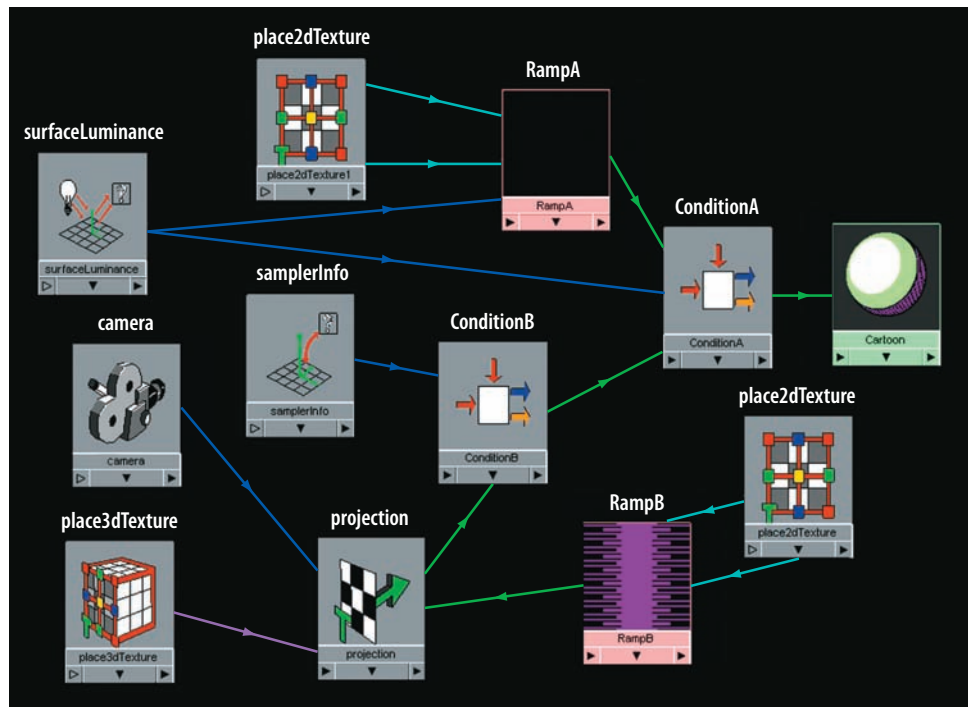 place2dTexture
place2dTexture1
RampA
RampA
surfaceLuminance
surfaceLuminance
ConditionA
ConditionA
Cartoon
samplerInfo
samplerInfo
ConditionB
ConditionB
camera
camera
place2dTexture
place2dTexture
RampB
RampB
projection
projection
place3dTexture
place3dTexture